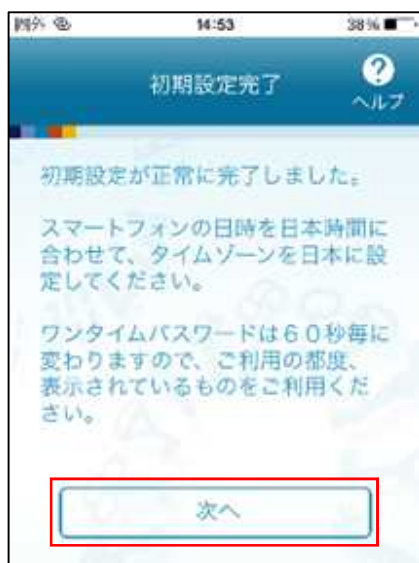 圏外 14:53 38%
初期設定完了
?
ヘルプ
初期設定が正常に完了しました。
スマートフォンの日時を日本時間に
合わせて、タイムゾーンを日本に設
定してください。
ワンタイムパスワードは60秒毎に
変わりますので、ご利用の都度、
表示されているものをご利用くだ
さい。
次へ